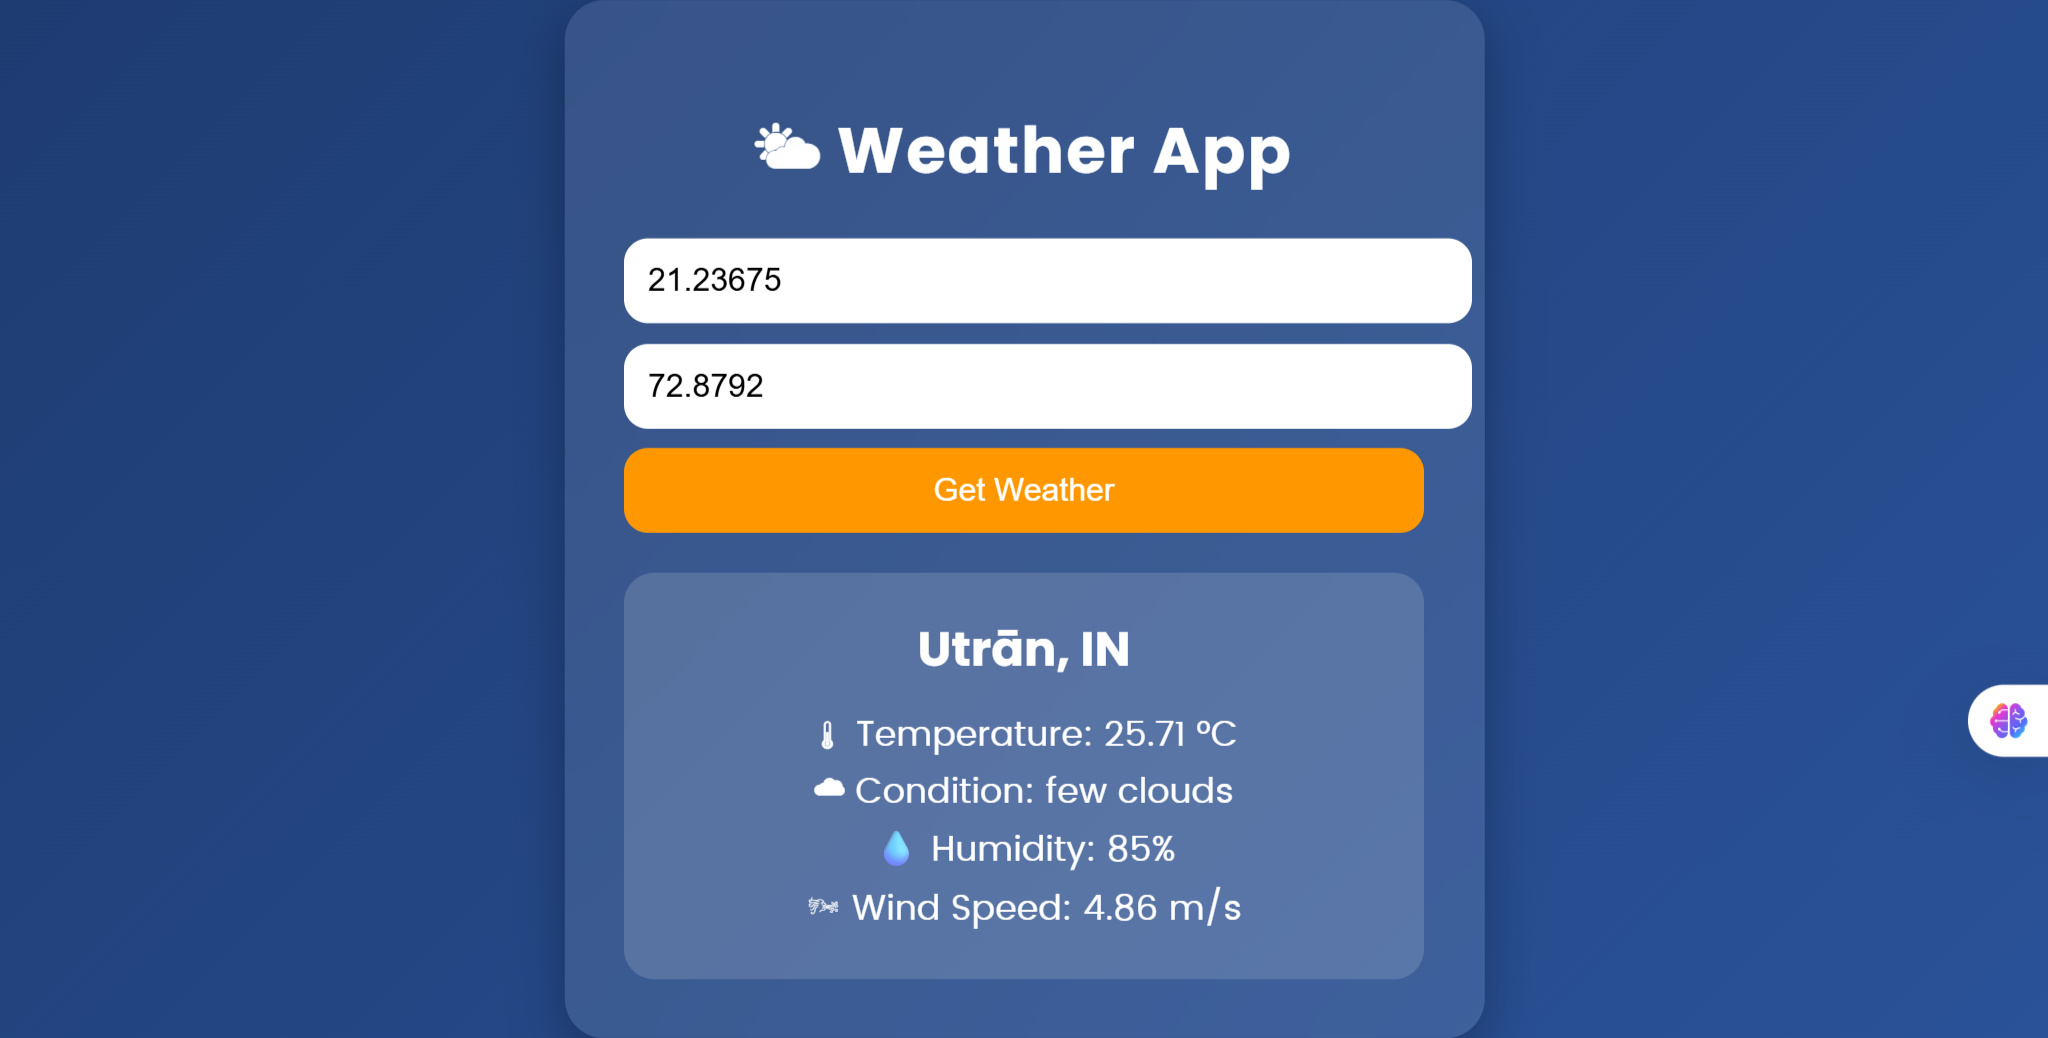 Weather App
21.23675
72.8792
Get Weather
Utrān, IN
Temperature: 25.71 °C
Condition: few clouds
Humidity: 85%
Wind Speed: 4.86 m/s